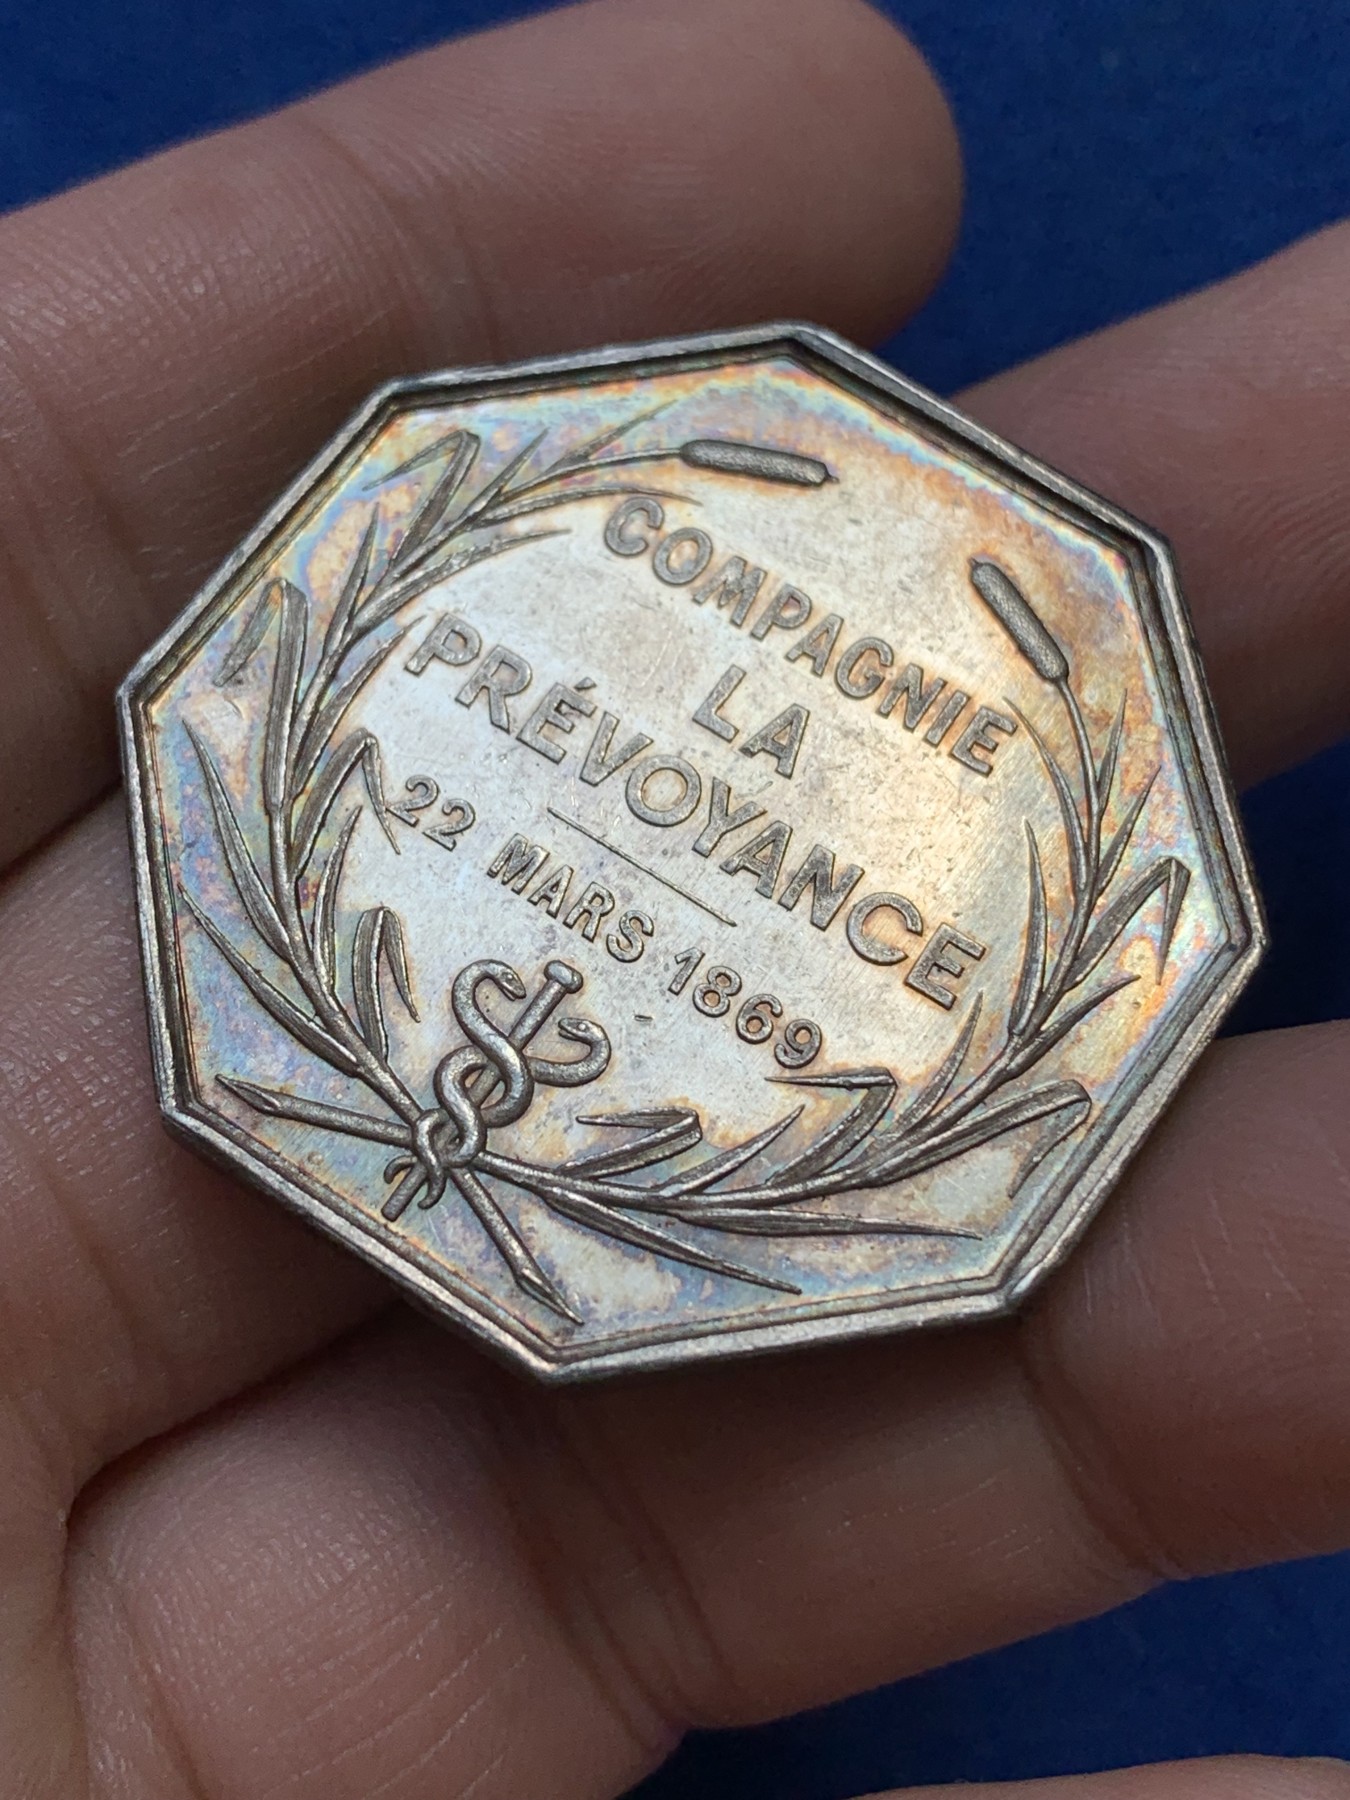 COMPAGNIE
LA
PRÉVOYANCE
22 MARS 1869